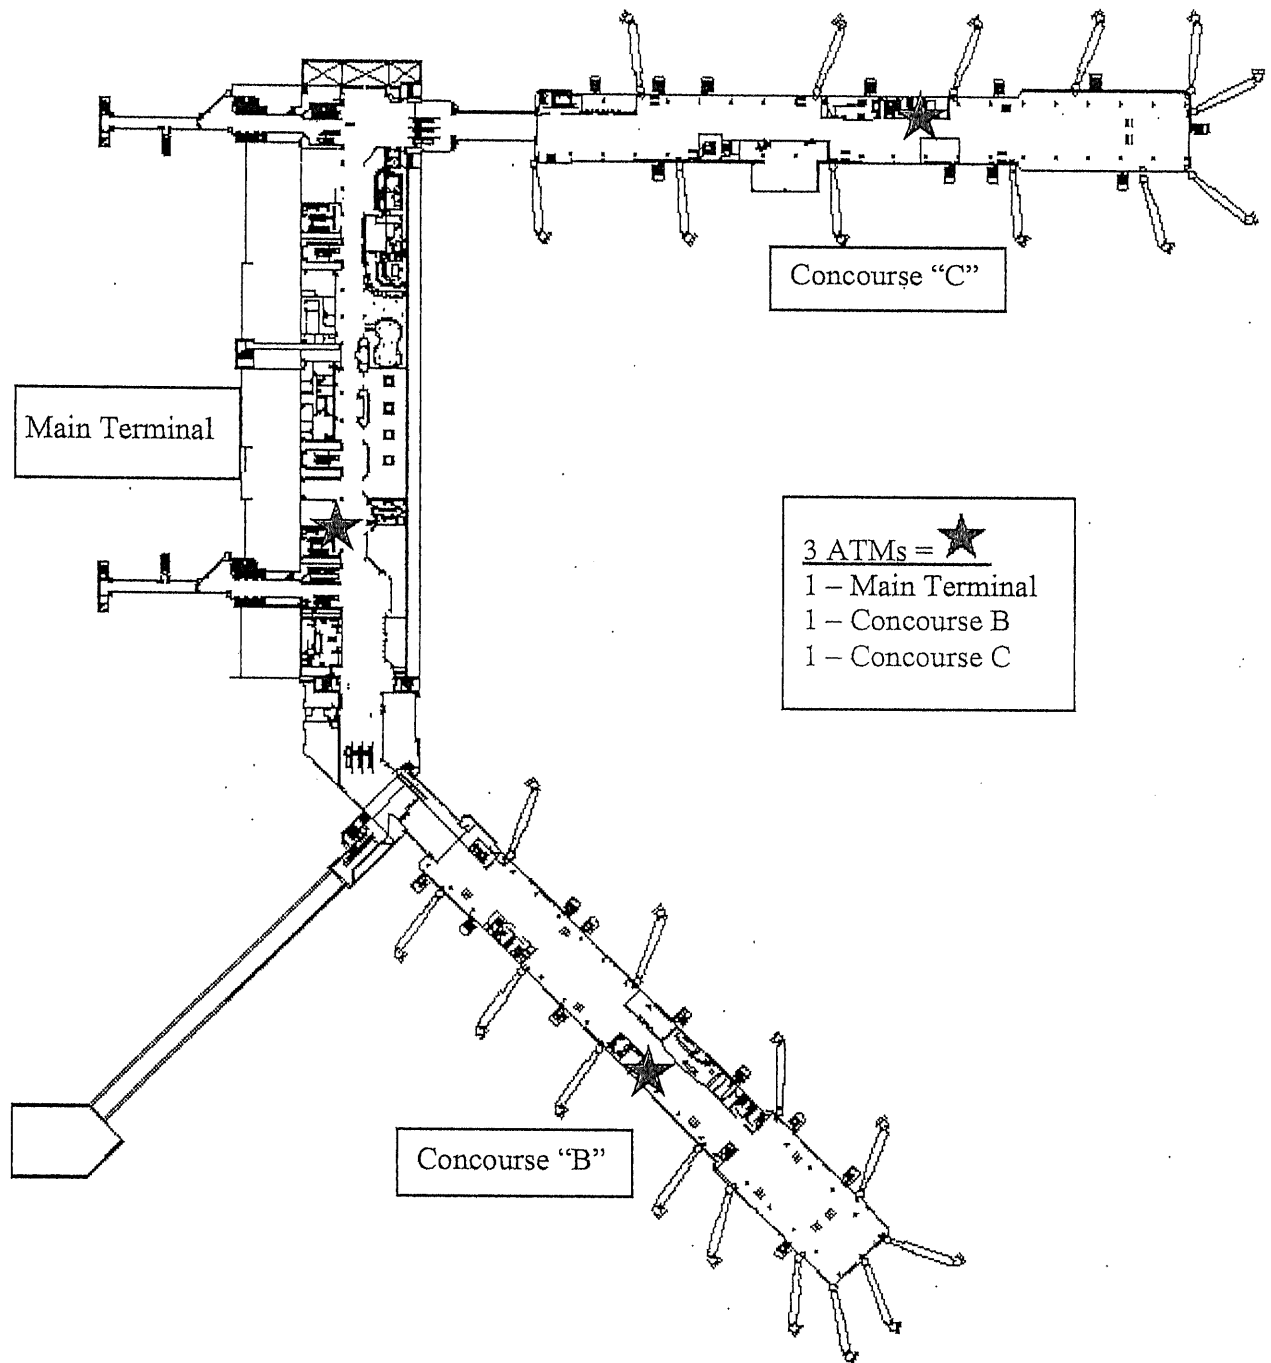 Concourse “C”
Main Terminal
3 ATMs =
1 – Main Terminal
1 – Concourse B
1 – Concourse C
Concourse “B”